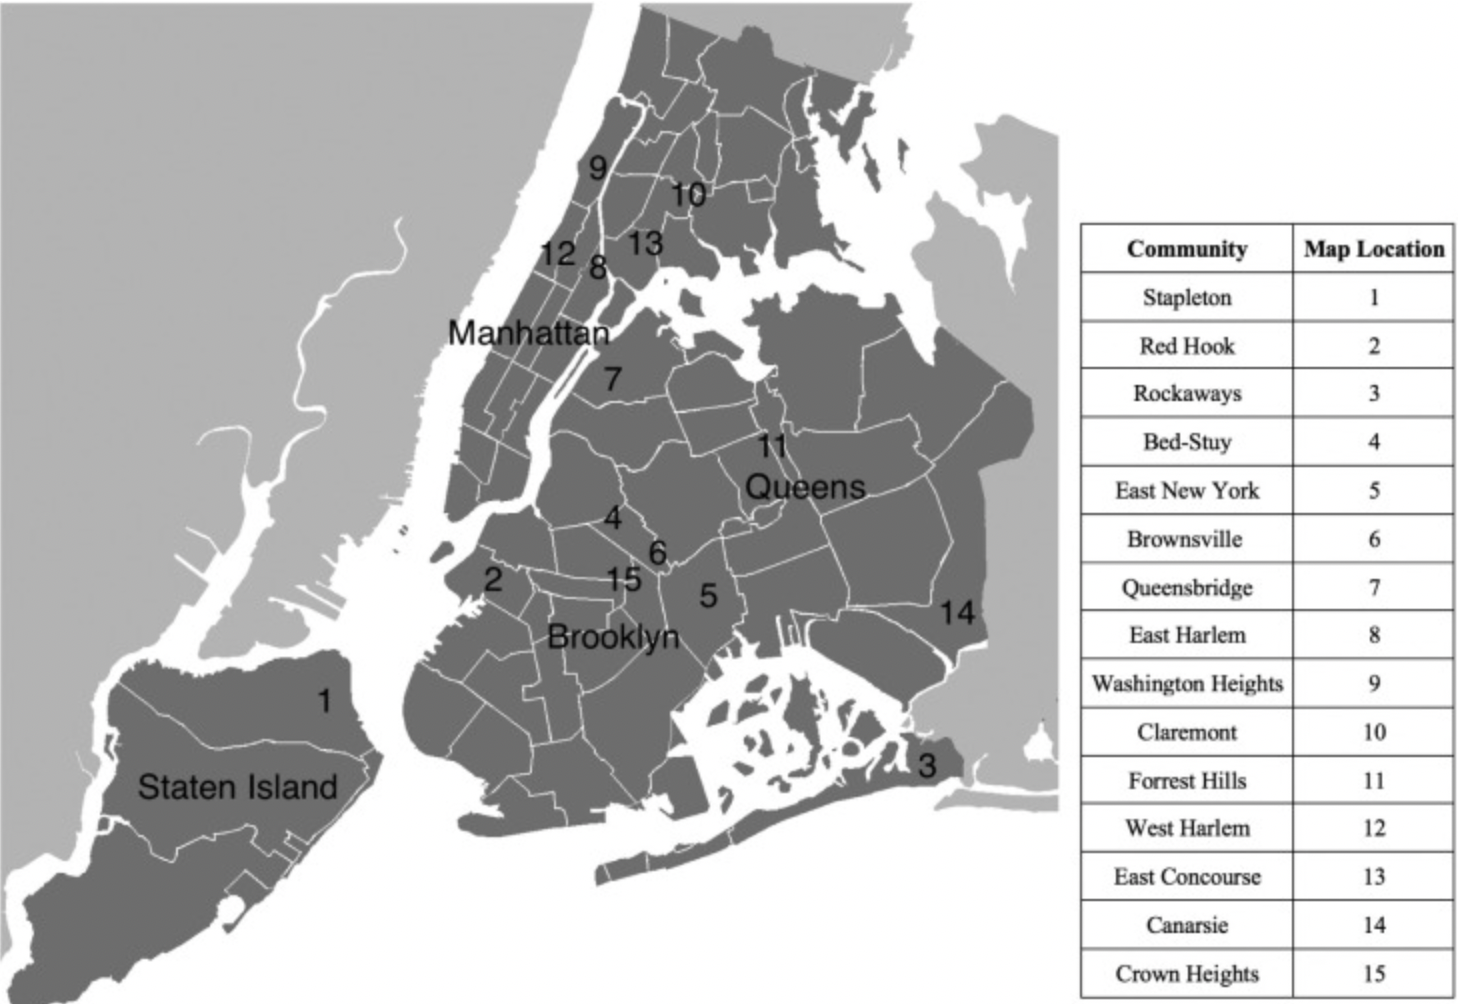 9
10
12
13
8
Manhattan
7
11
Queens
4
6
2
15
5
14
Brooklyn
1
3
Staten Island
Community Map Location
Stapleton 1
Red Hook 2
Rockaways 3
Bed-Stuy 4
East New York 5
Brownsville 6
Queensbridge 7
East Harlem 8
Washington Heights 9
Claremont 10
Forrest Hills 11
West Harlem 12
East Concourse 13
Canarsie 14
Crown Heights 15